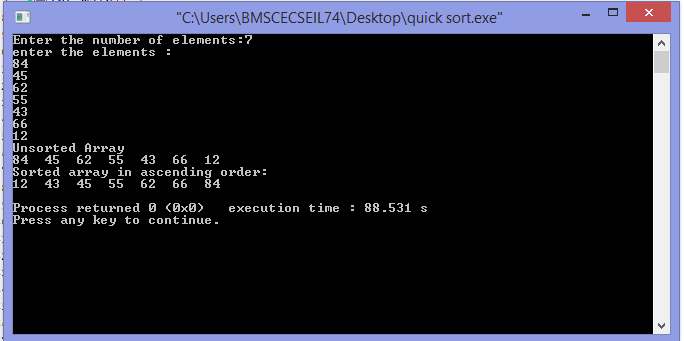 "C:\Users\BMSCECSEIL74\Desktop\quick sort.exe"
Enter the number of elements:7
enter the elements :
84
45
62
55
43
66
12
Unsorted Array
84  45  62  55  43  66  12
Sorted array in ascending order:
12  43  45  55  62  66  84
Process returned 0 (0x0)   execution time : 88.531 s
Press any key to continue.